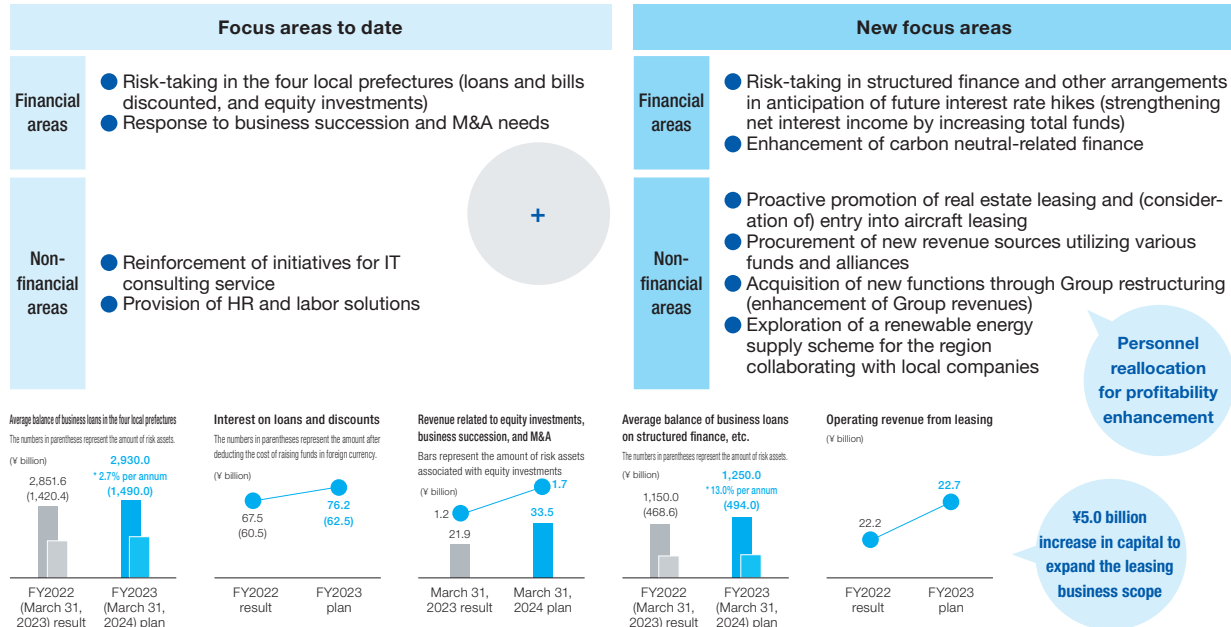 Focus areas to date
Financial
areas
● Risk-taking in the four local prefectures (loans and bills
discounted, and equity investments)
● Response to business succession and M&A needs
Non-
financial
areas
● Reinforcement of initiatives for IT
consulting service
● Provision of HR and labor solutions
+
New focus areas
Financial
areas
● Risk-taking in structured finance and other arrangements
in anticipation of future interest rate hikes (strengthening
net interest income by increasing total funds)
● Enhancement of carbon neutral-related finance
Non-
financial
areas
● Proactive promotion of real estate leasing and (consider-
ation of) entry into aircraft leasing
● Procurement of new revenue sources utilizing various
funds and alliances
● Acquisition of new functions through Group restructuring
(enhancement of Group revenues)
● Exploration of a renewable energy
supply scheme for the region
collaborating with local companies
Personnel
reallocation
for profitability
enhancement
Average balance of business loans in the four local prefectures
The numbers in parentheses represent the amount of risk assets.
(¥ billion)
2,851.6
(1,420.4)
2,930.0
* 2.7% per annum
(1,490.0)
FY2022
(March 31,
2023) result
FY2023
(March 31,
2024) plan
Interest on loans and discounts
The numbers in parentheses represent the amount after
deducting the cost of raising funds in foreign currency.
(¥ billion)
67.5
(60.5)
76.2
(62.5)
FY2022
result
FY2023
plan
Revenue related to equity investments,
business succession, and M&A
Bars represent the amount of risk assets
associated with equity investments
(¥ billion)
1.2
1.7
21.9
33.5
March 31,
2023 result
March 31,
2024 plan
Average balance of business loans
on structured finance, etc.
The numbers in parentheses represent the amount of risk assets.
(¥ billion)
1,150.0
(468.6)
1,250.0
* 13.0% per annum
(494.0)
FY2022
(March 31,
2023) result
FY2023
(March 31,
2024) plan
Operating revenue from leasing
(¥ billion)
22.2
22.7
FY2022
result
FY2023
plan
¥5.0 billion
increase in capital to
expand the leasing
business scope